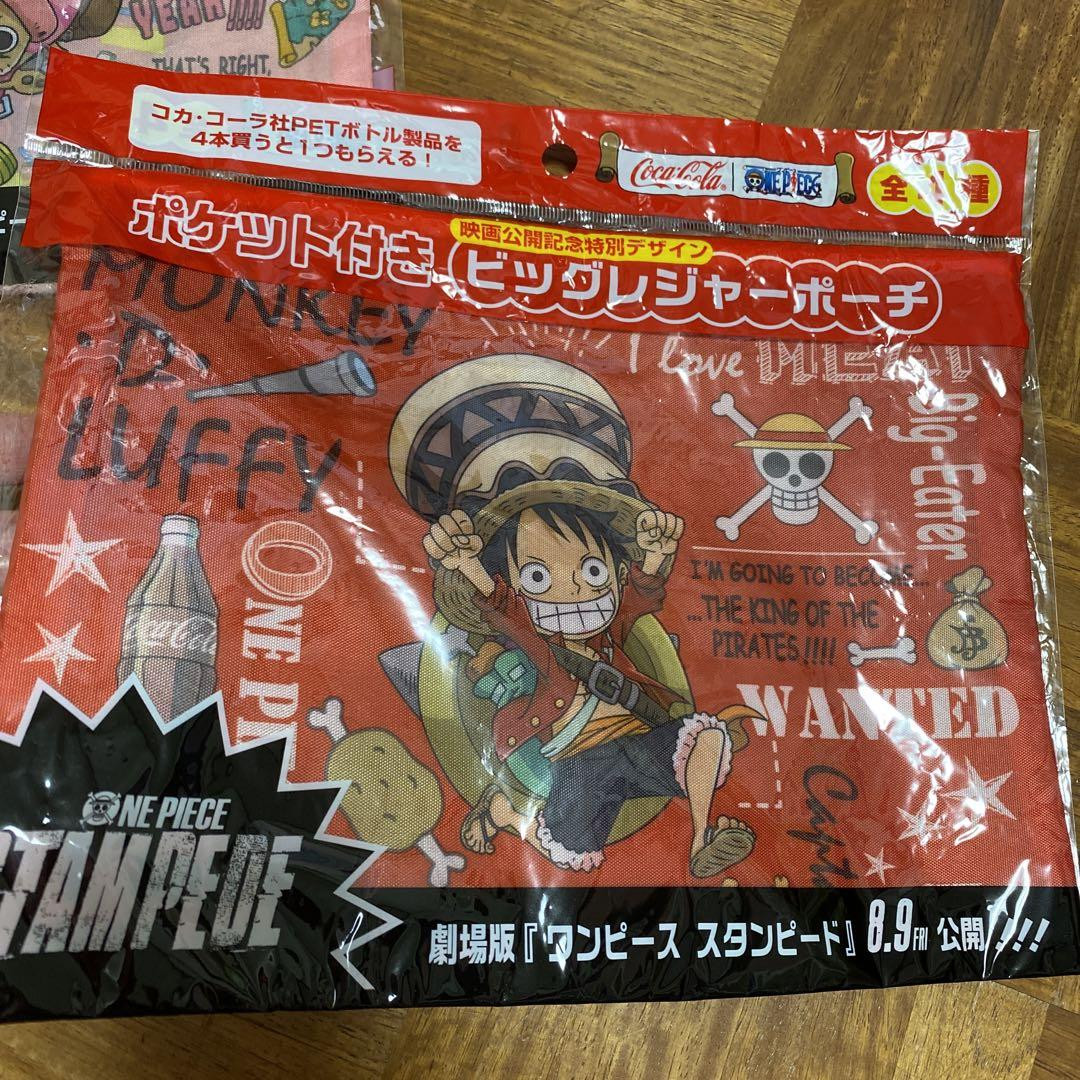 YEAH!!!!
THAT'S RIGHT,
コカ・コーラ社PETボトル製品を
4本買うと1つもらえる!
Coca-Cola
ONE PIECE
全 種
ポケット付き
映画公開記念特別デザイン
ビッグレジャーポーチ
MONKEY
・D・
LUFFY
I love MEAT
Big-Eater
ONE
Coca-Cola
I'M GOING TO BECOME...
...THE KING OF THE
PIRATES!!!!
WANTED
ONE PIECE
STAMPEDE
劇場版『ワンピース スタンピード』8.9 FRI 公開!!!!